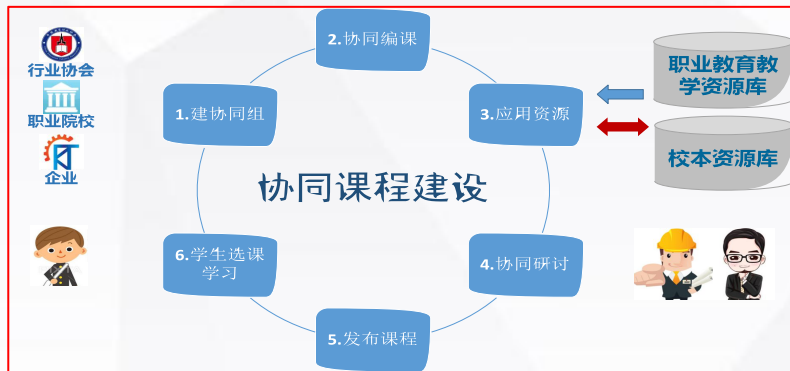 2.协同编课
行业协会
职业教育教
学资源库
职业院校
1.建协同组
3.应用资源
校本资源库
企业
协同课程建设
6.学生选课
学习
4.协同研讨
5.发布课程